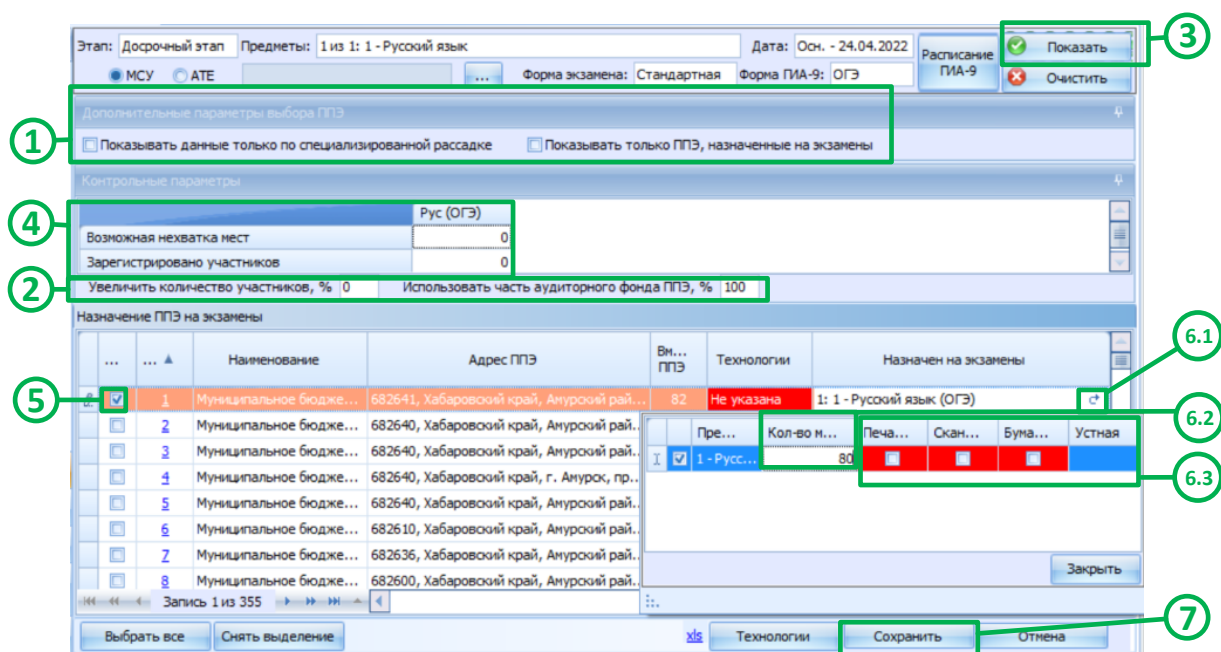 Этап: Досрочный этап Предметы: 1 из 1: 1 - Русский язык Дата: Осн. - 24.04.2022 Расписание ГИА-9 Показать 3
МСУ АТЕ ... Форма экзамена: Стандартная Форма ГИА-9: ОГЭ Очистить
Дополнительные параметры выбора ППЭ
1 Показывать данные только по специализированной рассадке Показывать только ППЭ, назначенные на экзамены
Контрольные параметры
4 Рус (ОГЭ)
Возможная нехватка мест 0
Зарегистрировано участников 0
2 Увеличить количество участников, % 0 Использовать часть аудиторного фонда ППЭ, % 100
Назначение ППЭ на экзамены
... ... Наименование Адрес ППЭ Вм... ППЭ Технологии Назначен на экзамены 6.1
5 1 Муниципальное бюдже... 682641, Хабаровский край, Амурский рай... 82 Не указана 1: 1 - Русский язык (ОГЭ)
2 Муниципальное бюдже... 682640, Хабаровский край, Амурский рай..
3 Муниципальное бюдже... 682640, Хабаровский край, Амурский рай..
4 Муниципальное бюдже... 682640, Хабаровский край, г. Амурск, пр..
5 Муниципальное бюдже... 682640, Хабаровский край, Амурский рай..
6 Муниципальное бюдже... 682610, Хабаровский край, Амурский рай..
7 Муниципальное бюдже... 682636, Хабаровский край, Амурский рай..
8 Муниципальное бюдже... 682600, Хабаровский край, Амурский рай..
Пре... Кол-во м... Печа... Скан... Бума... Устная 6.2
1 - Русс... 80 6.3
Закрыть
Запись 1 из 355
Выбрать все Снять выделение xls Технологии Сохранить Отмена 7